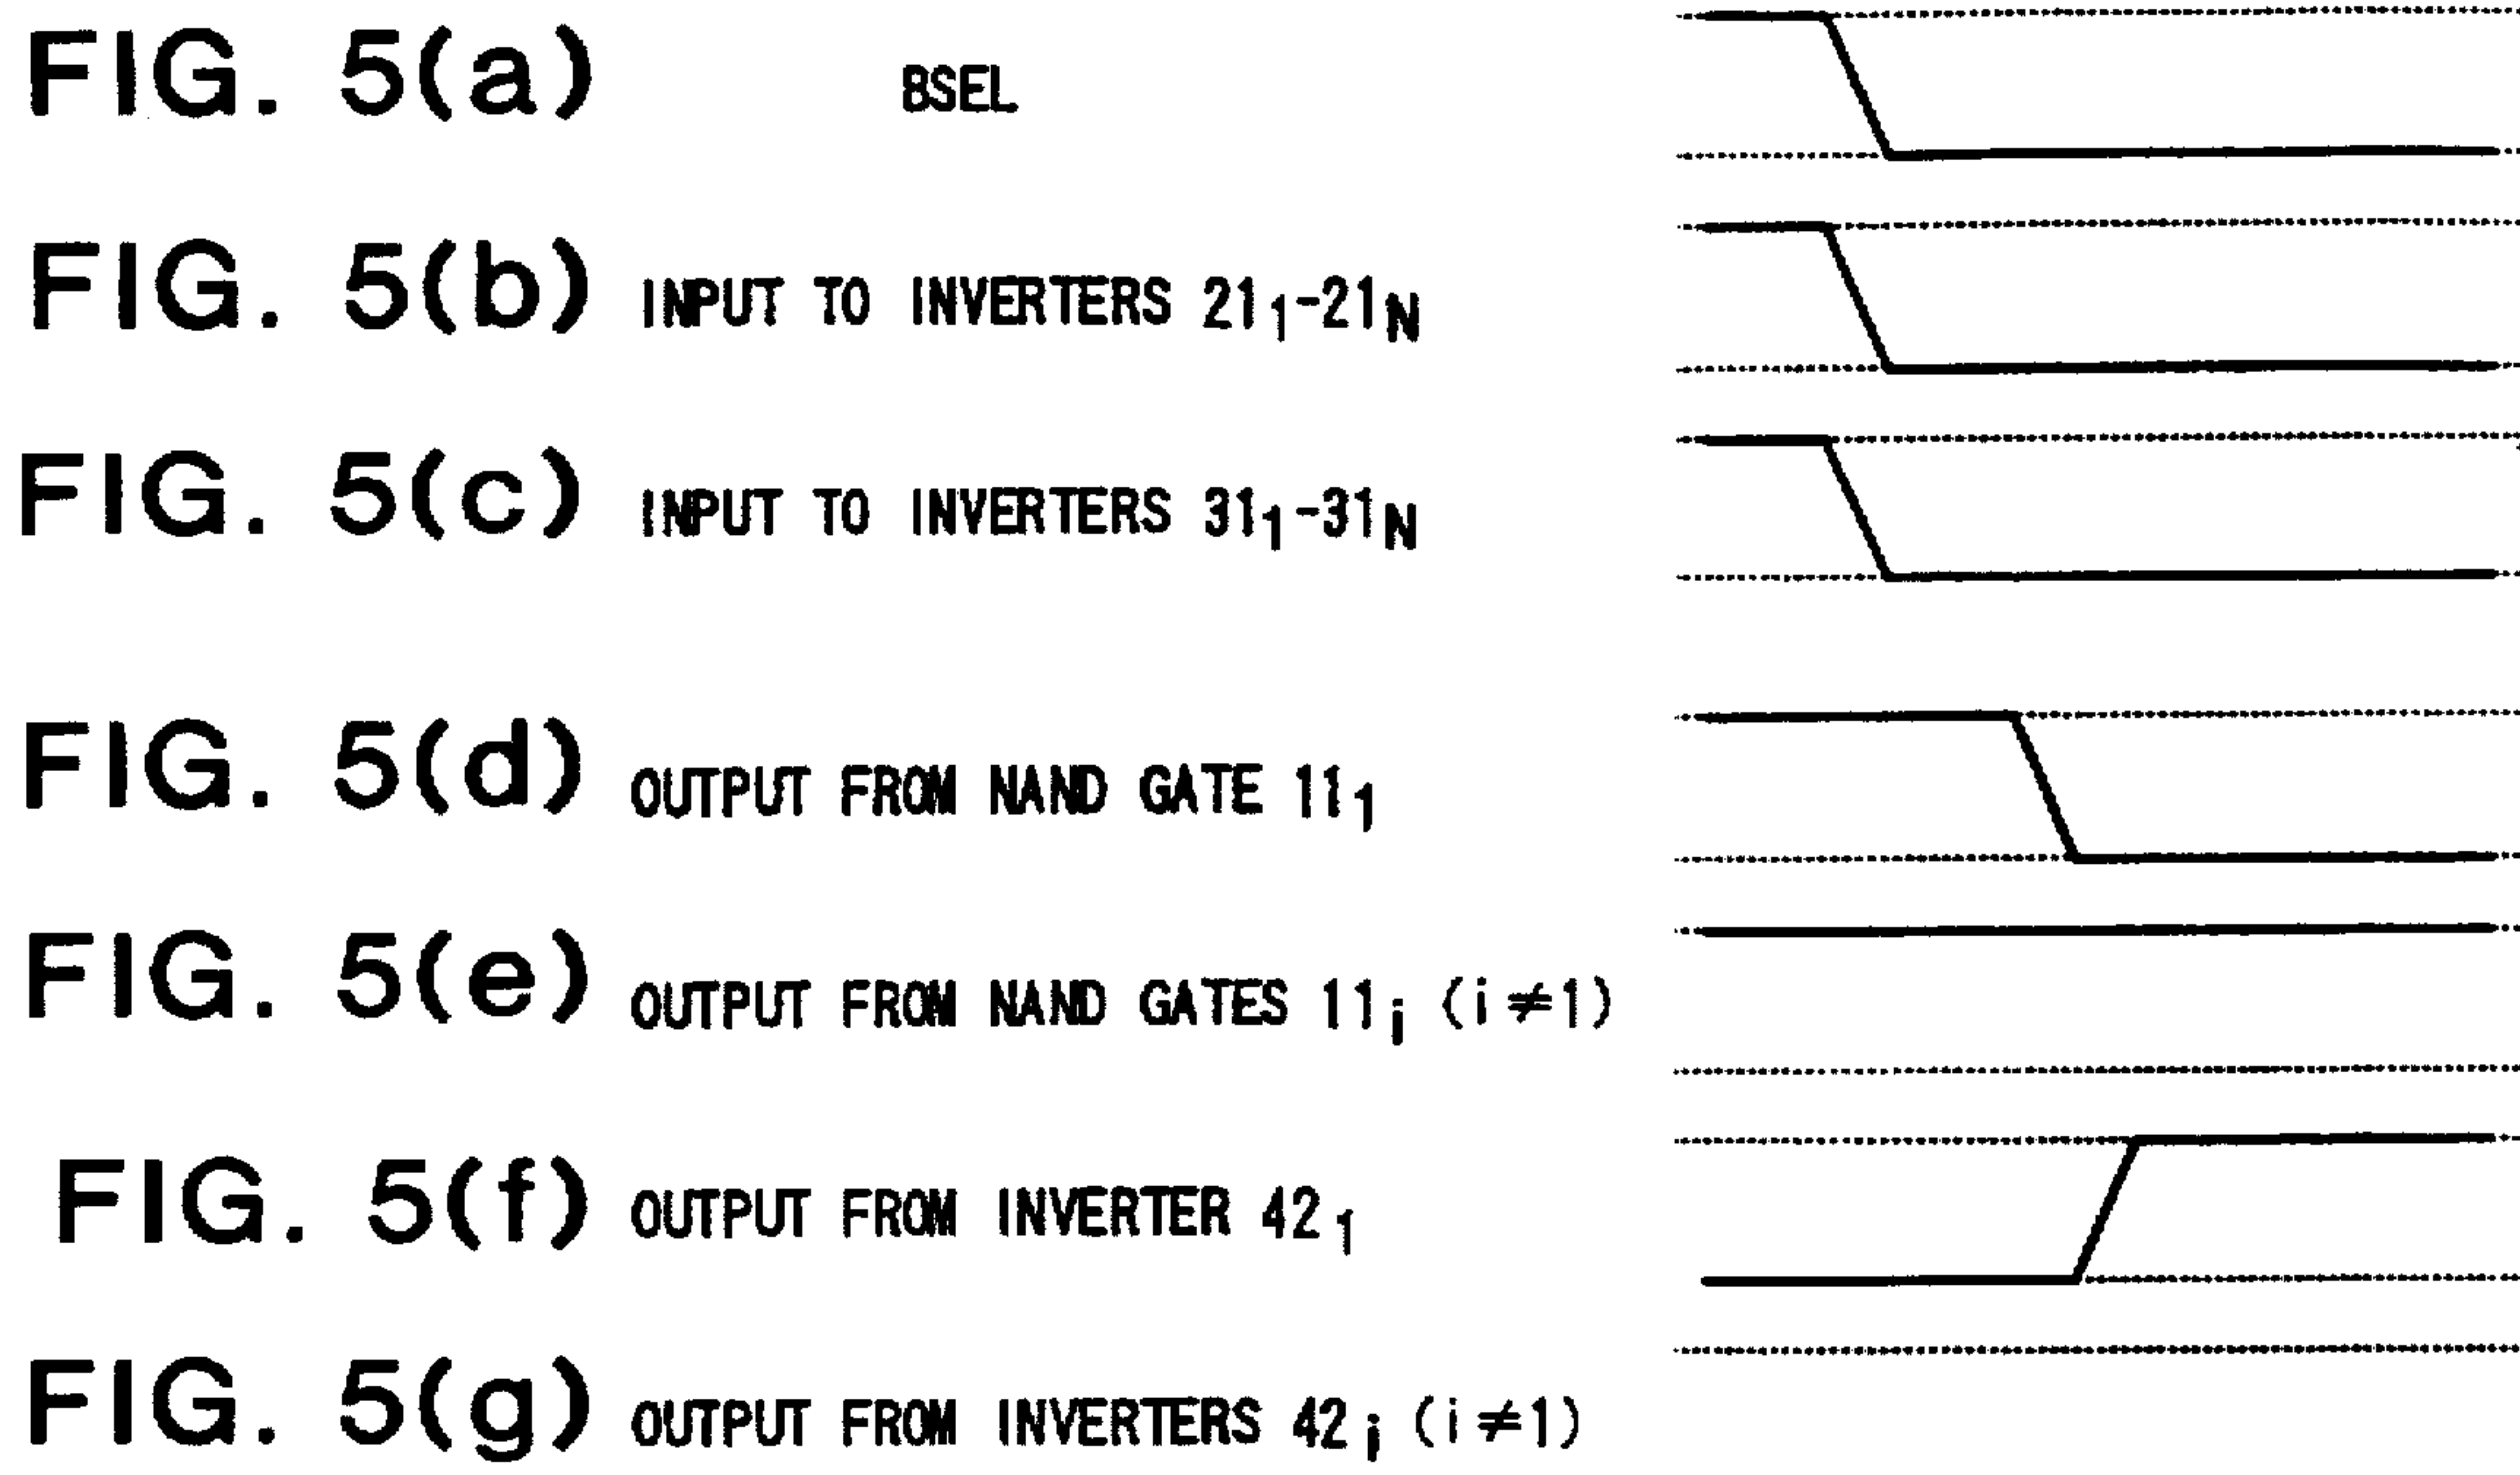 FIG. 5(a) BSEL
FIG. 5(b) INPUT TO INVERTERS 21₁-21N
FIG. 5(c) INPUT TO INVERTERS 31₁-31N
FIG. 5(d) OUTPUT FROM NAND GATE 11₁
FIG. 5(e) OUTPUT FROM NAND GATES 11ᵢ (i≠1)
FIG. 5(f) OUTPUT FROM INVERTER 42₁
FIG. 5(g) OUTPUT FROM INVERTERS 42ᵢ (i≠1)